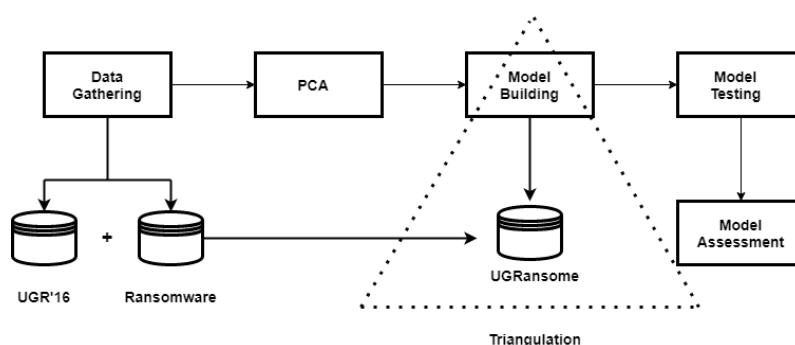 Data
Gathering
PCA
Model
Building
Model
Testing
UGR'16
+
Ransomware
UGRansome
Model
Assessment
Triangulation